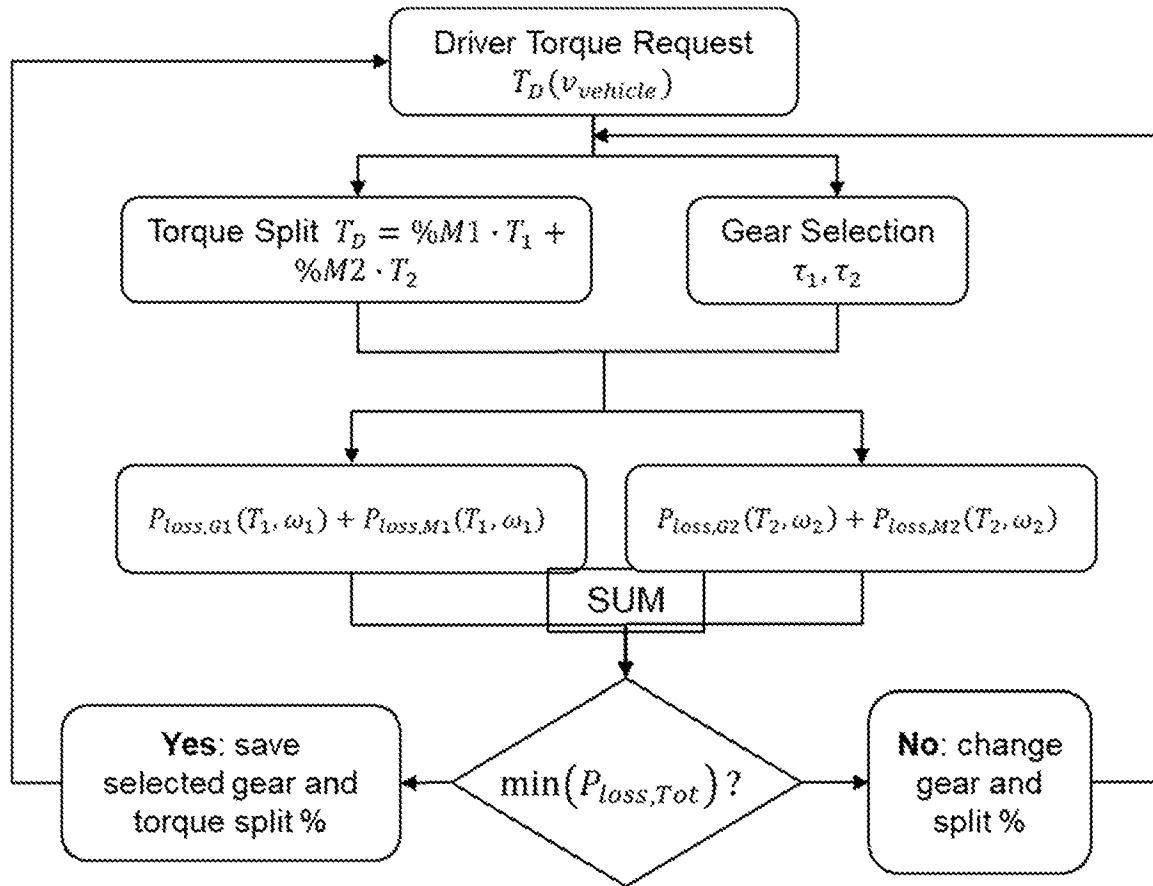 Driver Torque Request
T_D(v_vehicle)
Torque Split T_D = %M1 · T_1 +
%M2 · T_2
Gear Selection
τ_1, τ_2
P_loss,G1(T_1, ω_1) + P_loss,M1(T_1, ω_1)
P_loss,G2(T_2, ω_2) + P_loss,M2(T_2, ω_2)
SUM
Yes: save
selected gear and
torque split %
min(P_loss,Tot) ?
No: change
gear and
split %